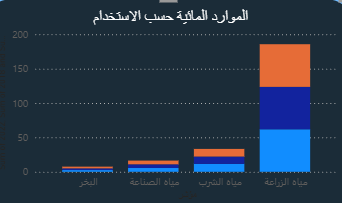 الموارد المائية حسب الاستخدام
200
150
100
50
0
البخر
مياه الصناعة
مياه الشرب
مياه الزراعة